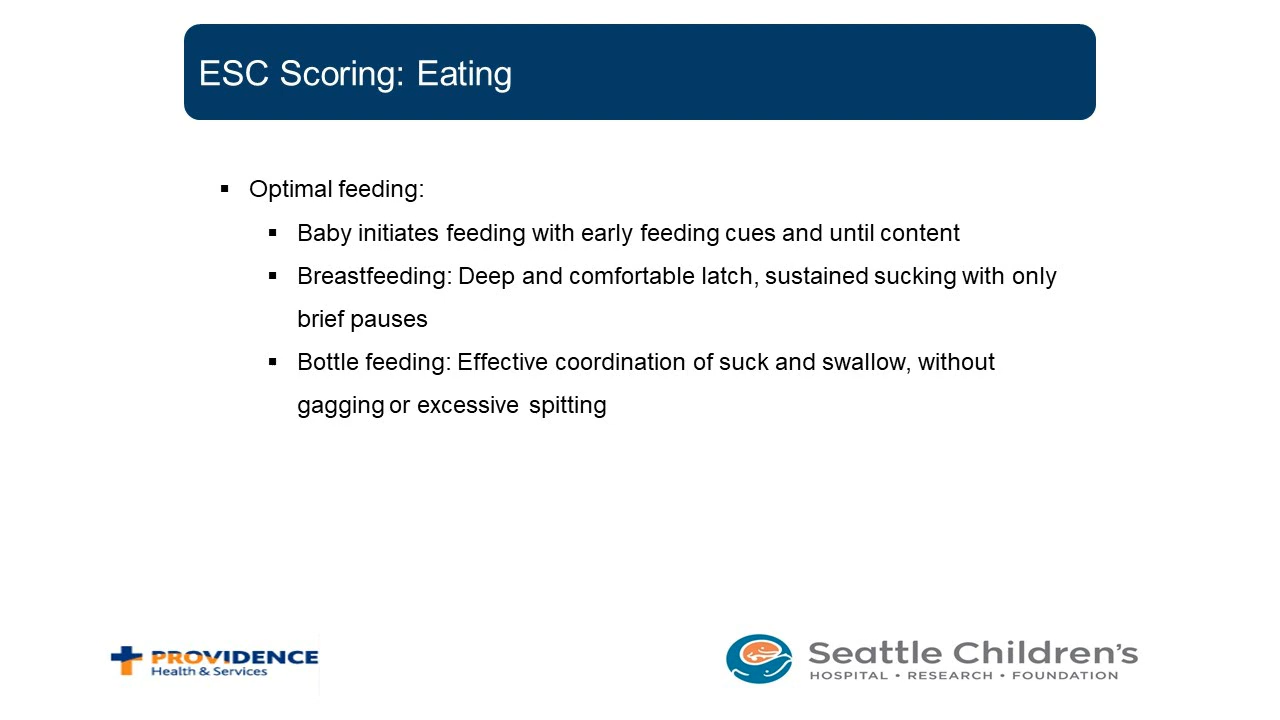 ESC Scoring: Eating
▪ Optimal feeding:
▪ Baby initiates feeding with early feeding cues and until content
▪ Breastfeeding: Deep and comfortable latch, sustained sucking with only
brief pauses
▪ Bottle feeding: Effective coordination of suck and swallow, without
gagging or excessive spitting
PROVIDENCE
Health & Services
Seattle Children's
HOSPITAL • RESEARCH • FOUNDATION